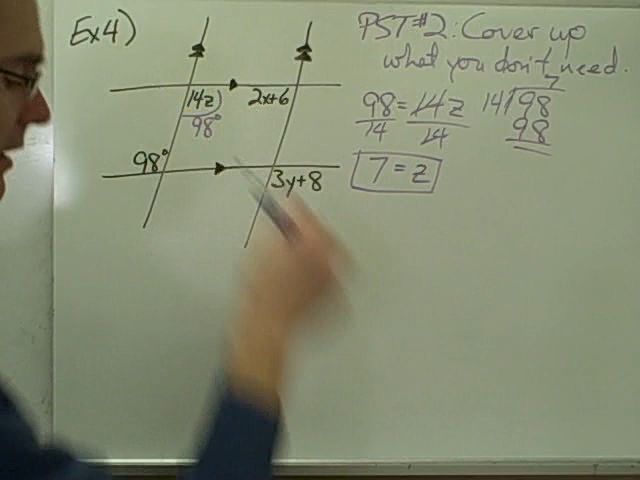 Ex4)
PST#2: Cover up
what you don't need.
14z)
98°
2x+6
98°
3y+8
98 = 14z
14 14
7
14)98
98
7 = z